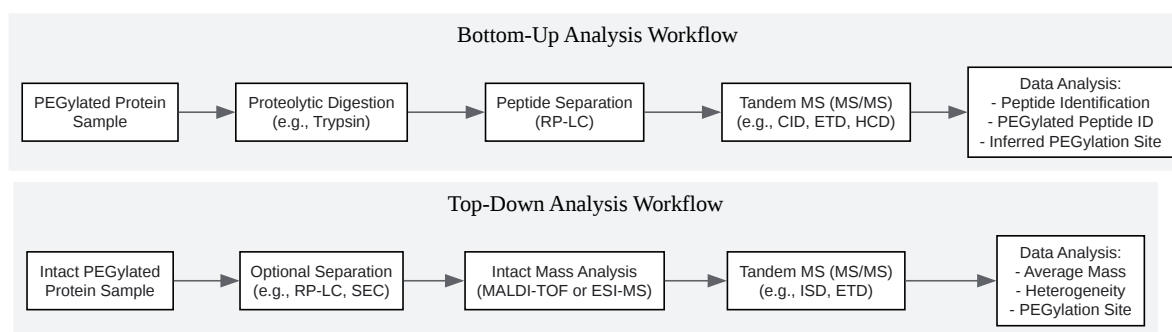 Bottom-Up Analysis Workflow
PEGylated Protein
Sample
Proteolytic Digestion
(e.g., Trypsin)
Peptide Separation
(RP-LC)
Tandem MS (MS/MS)
(e.g., CID, ETD, HCD)
Data Analysis:
- Peptide Identification
- PEGylated Peptide ID
- Inferred PEGylation Site
Top-Down Analysis Workflow
Intact PEGylated
Protein Sample
Optional Separation
(e.g., RP-LC, SEC)
Intact Mass Analysis
(MALDI-TOF or ESI-MS)
Tandem MS (MS/MS)
(e.g., ISD, ETD)
Data Analysis:
- Average Mass
- Heterogeneity
- PEGylation Site